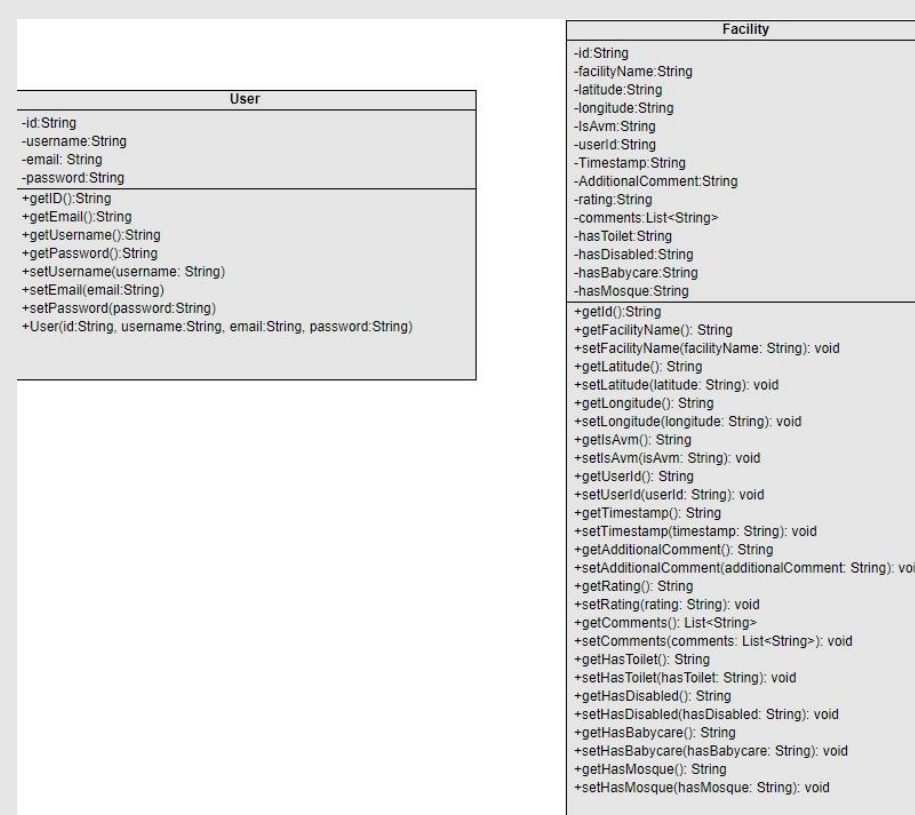 User
-id:String
-username:String
-email: String
-password:String
+getID():String
+getEmail():String
+getUsername():String
+getPassword():String
+setUsername(username: String)
+setEmail(email:String)
+setPassword(password:String)
+User(id:String, username:String, email:String, password:String)
Facility
-id:String
-facilityName:String
-latitude:String
-longitude:String
-IsAvm:String
-userId:String
-Timestamp:String
-AdditionalComment:String
-rating:String
-comments:List<String>
-hasToilet:String
-hasDisabled:String
-hasBabycare:String
-hasMosque:String
+getId():String
+getFacilityName(): String
+setFacilityName(facilityName: String): void
+getLatitude(): String
+setLatitude(latitude: String): void
+getLongitude(): String
+setLongitude(longitude: String): void
+getIsAvm(): String
+setIsAvm(isAvm: String): void
+getUserId(): String
+setUserId(userId: String): void
+getTimestamp(): String
+setTimestamp(timestamp: String): void
+getAdditionalComment(): String
+setAdditionalComment(additionalComment: String): voi
+getRating(): String
+setRating(rating: String): void
+getComments(): List<String>
+setComments(comments: List<String>): void
+getHasToilet(): String
+setHasToilet(hasToilet: String): void
+getHasDisabled(): String
+setHasDisabled(hasDisabled: String): void
+getHasBabycare(): String
+setHasBabycare(hasBabycare: String): void
+getHasMosque(): String
+setHasMosque(hasMosque: String): void